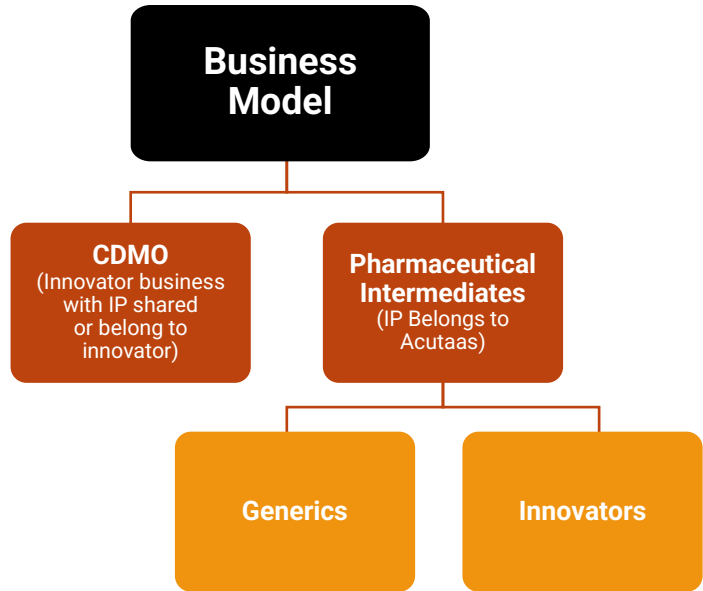 Business
Model
CDMO
(Innovator business
with IP shared
or belong to
innovator)
Pharmaceutical
Intermediates
(IP Belongs to
Acutaas)
Generics
Innovators